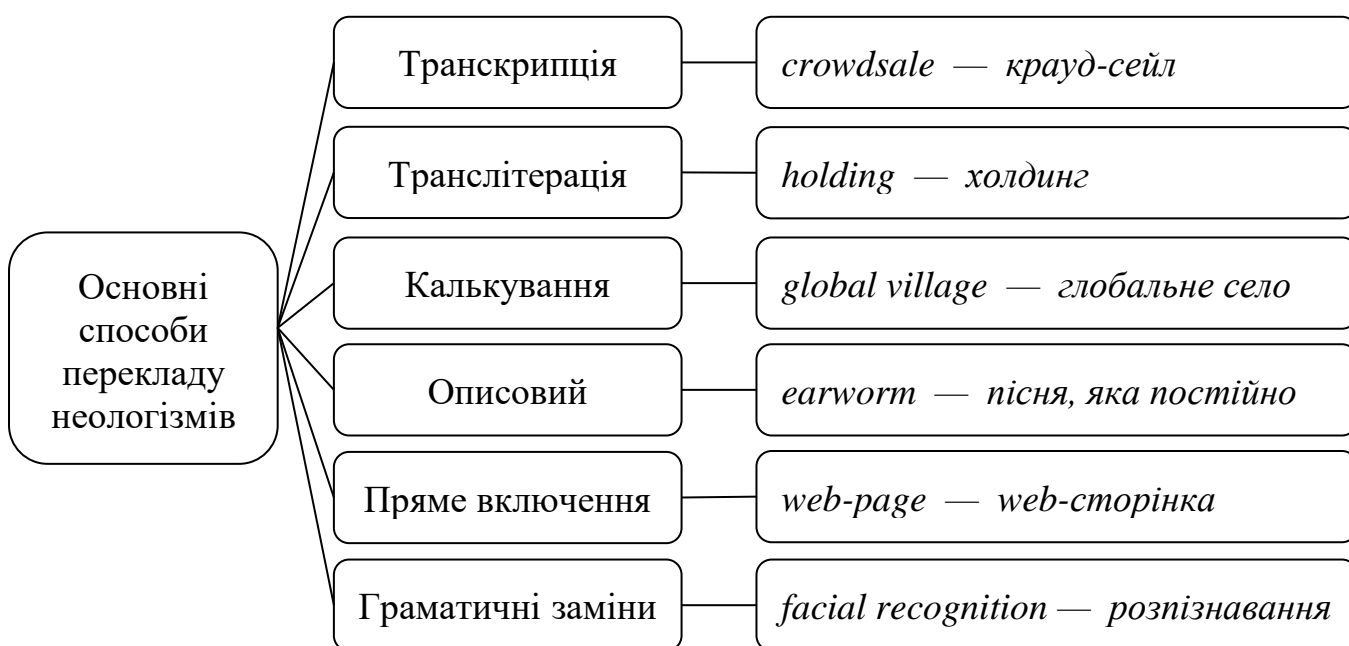 Основні
способи
перекладу
неологізмів
Транскрипція
crowdsale — крауд-сейл
Транслітерація
holding — холдинг
Калькування
global village — глобальне село
Описовий
earworm — пісня, яка постійно
Пряме включення
web-page — web-сторінка
Граматичні заміни
facial recognition — розпізнавання